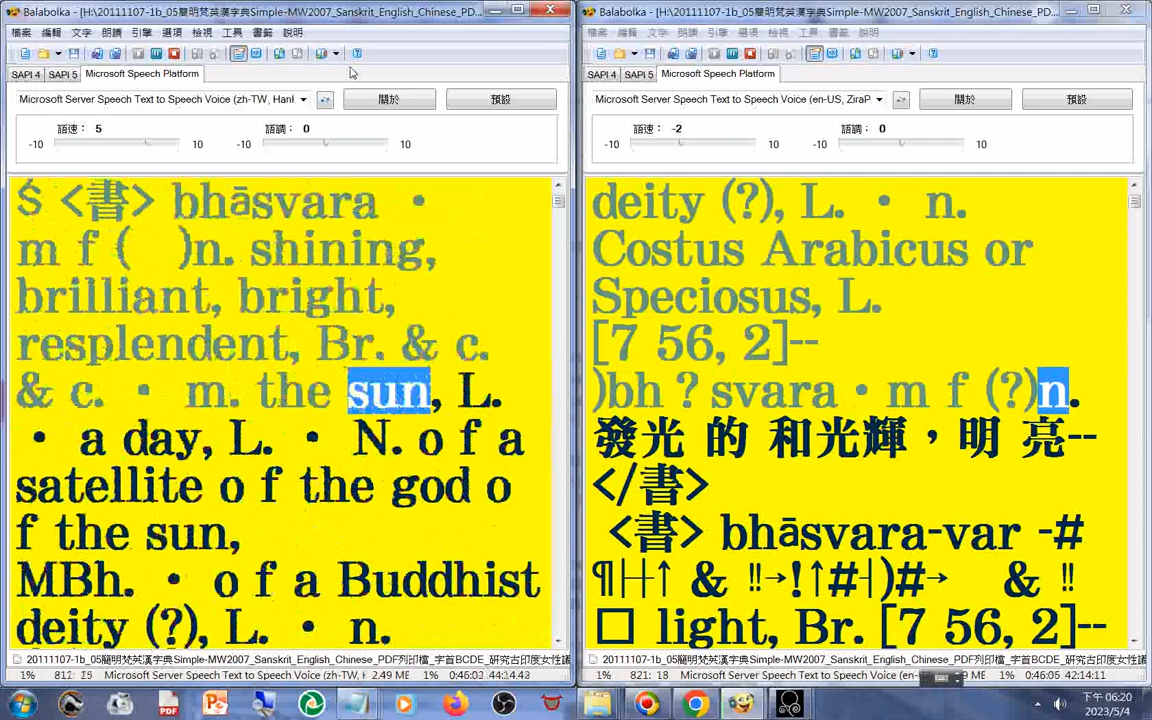 Balabolka - [H:\20111107-1b_05簡明梵英漢字典Simple-MW2007_Sanskrit_English_Chinese_PD...
檔案 編輯 文字 朗讀 引擎 選項 檢視 工具 書籤 說明
SAPI 4 SAPI 5 Microsoft Speech Platform
Microsoft Server Speech Text to Speech Voice (zh-TW, Hanl
關於 預設
語速： 5 語調： 0
-10 10 -10 10
Ś <書> bhāsvara •
m f ( )n. shining,
brilliant, bright,
resplendent, Br. & c.
& c. • m. the sun, L.
• a day, L. • N. o f a
satellite o f the god o
f the sun,
MBh. • o f a Buddhist
deity (?), L. • n.
20111107-1b_05簡明梵英漢字典Simple-MW2007_Sanskrit_English_Chinese_PDF列印檔_字首BCDE_研究古印度女性議
1% 812: 15 Microsoft Server Speech Text to Speech Voice (zh-TW, H 2.49 MB 1% 0:46:03 44:14.43
Balabolka - [H:\20111107-1b_05簡明梵英漢字典Simple-MW2007_Sanskrit_English_Chinese_PD...
檔案 編輯 文字 朗讀 引擎 選項 檢視 工具 書籤 說明
SAPI 4 SAPI 5 Microsoft Speech Platform
Microsoft Server Speech Text to Speech Voice (en-US, ZiraP
關於 預設
語速： -2 語調： 0
-10 10 -10 10
deity (?), L. • n.
Costus Arabicus or
Speciosus, L.
[7 56, 2]--
)bh ? svara • m f (?)n.
發光 的 和光輝，明 亮--
</書>
<書> bhāsvara-var -#
¶├┼↑ & ‼→!↑#┤)#→ & ‼
□ light, Br. [7 56, 2]--
20111107-1b_05簡明梵英漢字典Simple-MW2007_Sanskrit_English_Chinese_PDF列印檔_字首BCDE_研究古印度女性議
1% 821: 18 Microsoft Server Speech Text to Speech Voice (en-U MB 1% 0:46:05 42:14.11
下午 06:20
2023/5/4